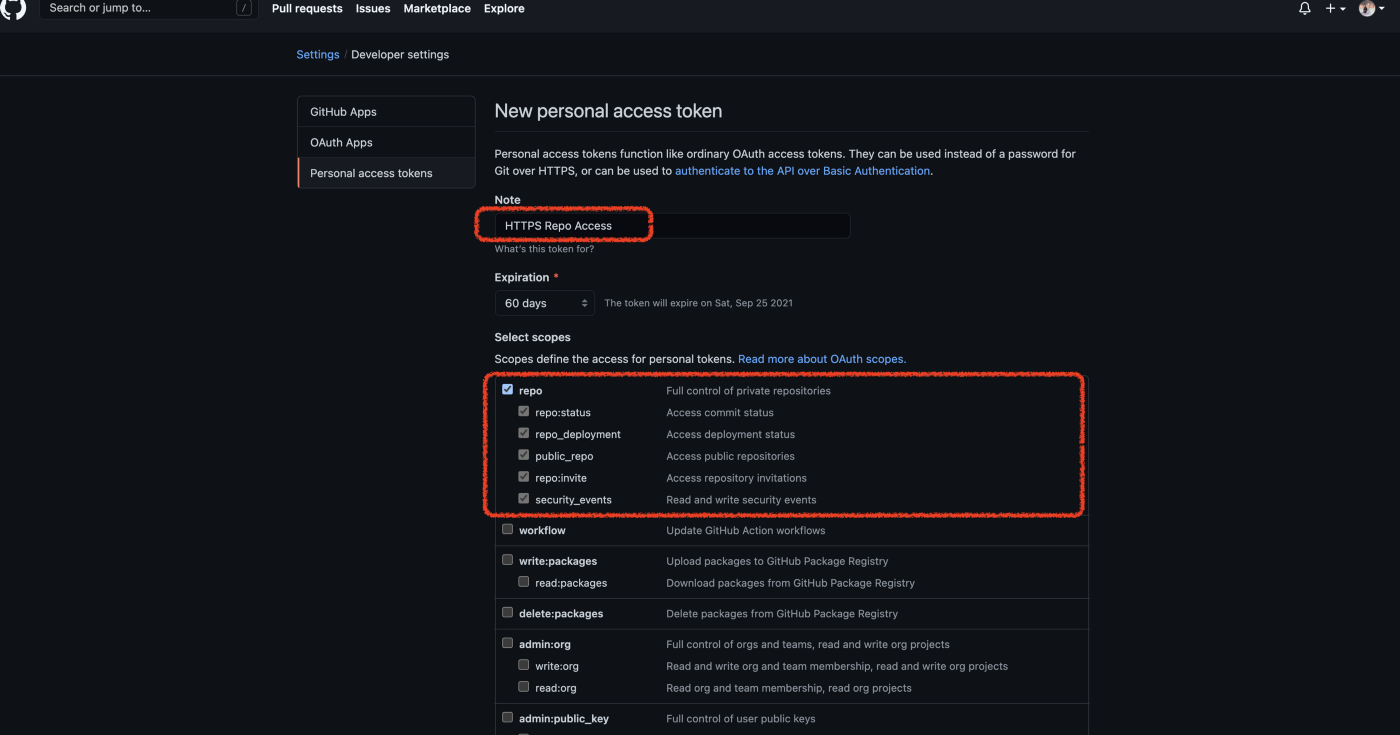 Search or jump to... /
Pull requests Issues Marketplace Explore
Settings / Developer settings
GitHub Apps
OAuth Apps
Personal access tokens
New personal access token
Personal access tokens function like ordinary OAuth access tokens. They can be used instead of a password for
Git over HTTPS, or can be used to authenticate to the API over Basic Authentication.
Note
HTTPS Repo Access
What's this token for?
Expiration *
60 days The token will expire on Sat, Sep 25 2021
Select scopes
Scopes define the access for personal tokens. Read more about OAuth scopes.
repo Full control of private repositories
repo:status Access commit status
repo_deployment Access deployment status
public_repo Access public repositories
repo:invite Access repository invitations
security_events Read and write security events
workflow Update GitHub Action workflows
write:packages Upload packages to GitHub Package Registry
read:packages Download packages from GitHub Package Registry
delete:packages Delete packages from GitHub Package Registry
admin:org Full control of orgs and teams, read and write org projects
write:org Read and write org and team membership, read and write org projects
read:org Read org and team membership, read org projects
admin:public_key Full control of user public keys